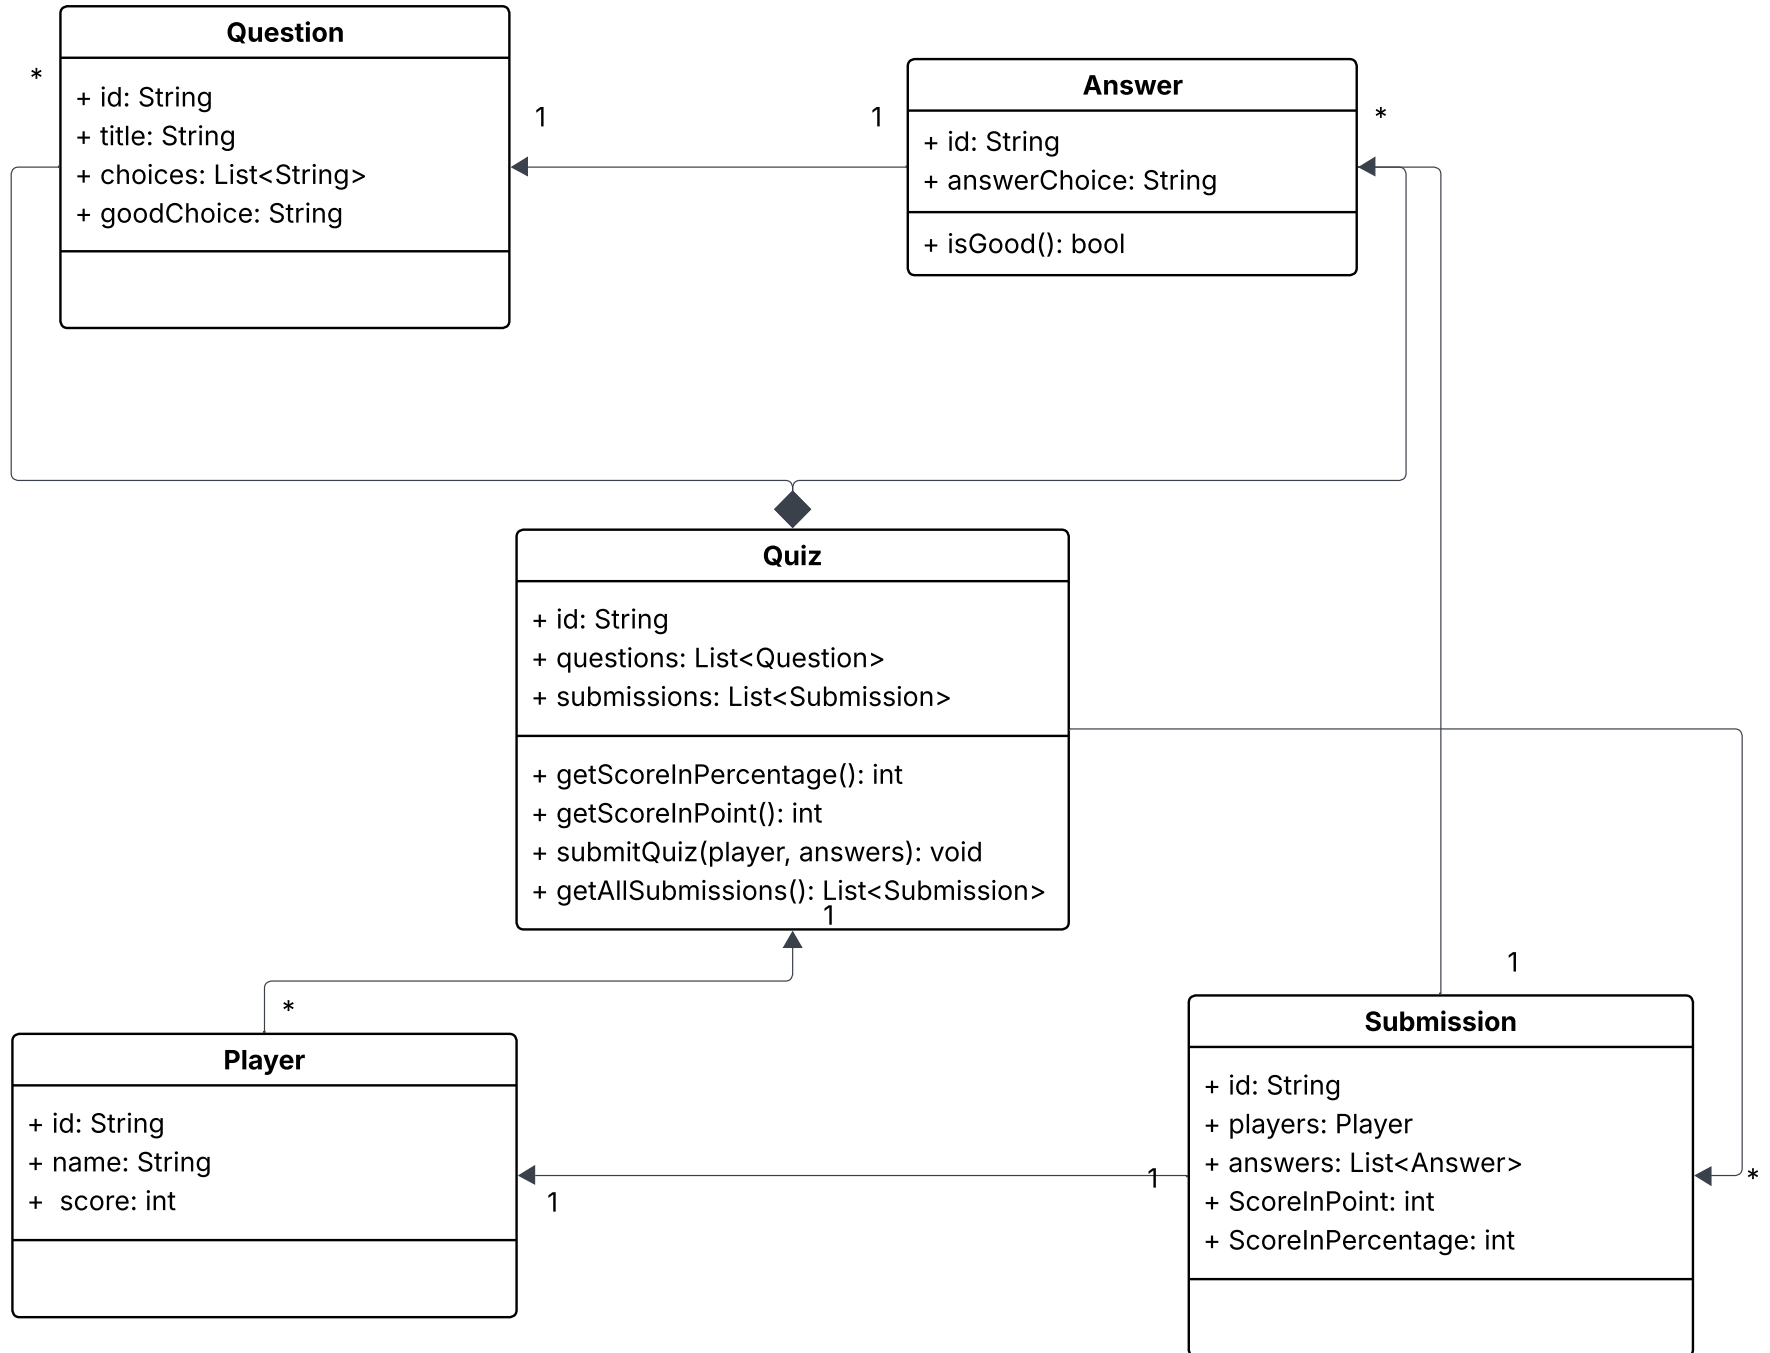 Question
*
+ id: String
+ title: String
+ choices: List<String>
+ goodChoice: String
1
1
Answer
*
+ id: String
+ answerChoice: String
+ isGood(): bool
Quiz
+ id: String
+ questions: List<Question>
+ submissions: List<Submission>
+ getScoreInPercentage(): int
+ getScoreInPoint(): int
+ submitQuiz(player, answers): void
+ getAllSubmissions(): List<Submission>
1
*
Player
+ id: String
+ name: String
+  score: int
1
1
1
Submission
+ id: String
+ players: Player
+ answers: List<Answer>
+ ScoreInPoint: int
+ ScoreInPercentage: int
*